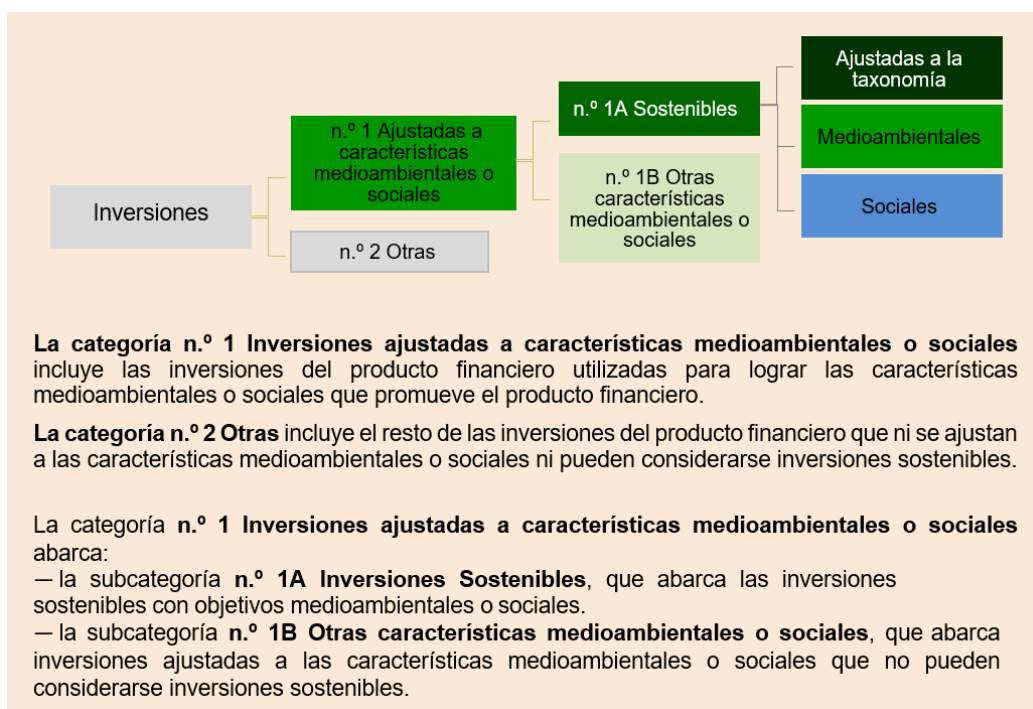 Inversiones
n.º 1 Ajustadas a
características
medioambientales o
sociales
n.º 2 Otras
n.º 1A Sostenibles
n.º 1B Otras
características
medioambientales o
sociales
Ajustadas a la
taxonomía
Medioambientales
Sociales
La categoría n.º 1 Inversiones ajustadas a características medioambientales o sociales
incluye las inversiones del producto financiero utilizadas para lograr las características
medioambientales o sociales que promueve el producto financiero.
La categoría n.º 2 Otras incluye el resto de las inversiones del producto financiero que ni se ajustan
a las características medioambientales o sociales ni pueden considerarse inversiones sostenibles.
La categoría n.º 1 Inversiones ajustadas a características medioambientales o sociales
abarca:
— la subcategoría n.º 1A Inversiones Sostenibles, que abarca las inversiones
sostenibles con objetivos medioambientales o sociales.
— la subcategoría n.º 1B Otras características medioambientales o sociales, que abarca
inversiones ajustadas a las características medioambientales o sociales que no pueden
considerarse inversiones sostenibles.